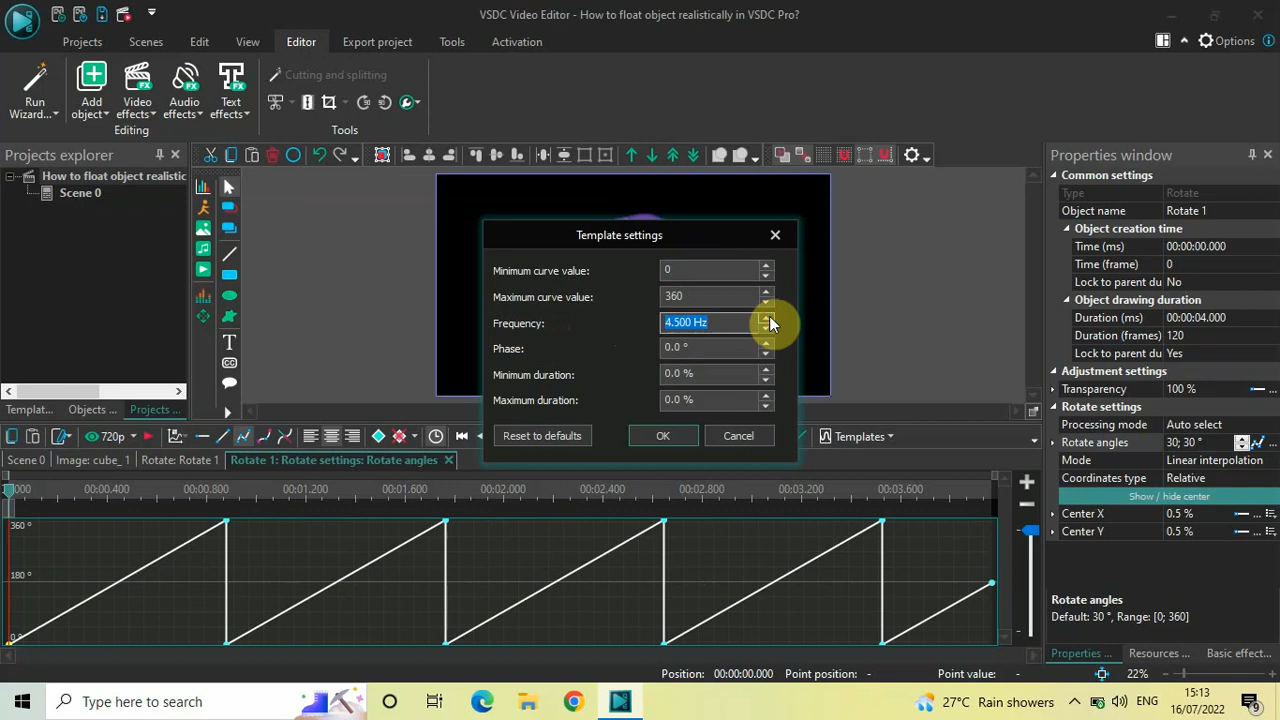 VSDC Video Editor - How to float object realistically in VSDC Pro?
Projects Scenes Edit View Editor Export project Tools Activation Options
Run Wizard...
Add object
Video effects
Audio effects
Text effects
Cutting and splitting
Editing
Tools
Projects explorer
How to float object realistic
Scene 0
Templat... Objects ... Projects ...
Template settings
Minimum curve value: 0
Maximum curve value: 360
Frequency: 4.500 Hz
Phase: 0.0 °
Minimum duration: 0.0 %
Maximum duration: 0.0 %
Reset to defaults OK Cancel
Properties window
Common settings
Type Rotate
Object name Rotate 1
Object creation time
Time (ms) 00:00:00.000
Time (frame) 0
Lock to parent du No
Object drawing duration
Duration (ms) 00:00:04.000
Duration (frames) 120
Lock to parent du Yes
Adjustment settings
Transparency 100 % ...
Rotate settings
Processing mode Auto select
Rotate angles 30; 30 °
Mode Linear interpolation
Coordinates type Relative
Show / hide center
Center X 0.5 % ...
Center Y 0.5 % ...
Rotate angles
Default: 30 °, Range: [0; 360]
Properties ... Resources ... Basic effect...
720p Templates
Scene 0 Image: cube_ 1 Rotate: Rotate 1 Rotate 1: Rotate settings: Rotate angles
000 00:00.400 00:00.800 00:01.200 00:01.600 00:02.000 00:02.400 00:02.800 00:03.200 00:03.600
360 °
180 °
0 °
Position: 00:00:00.000 Point position: - Point value: - 22%
Type here to search
27°C Rain showers ENG
15:13
16/07/2022
9